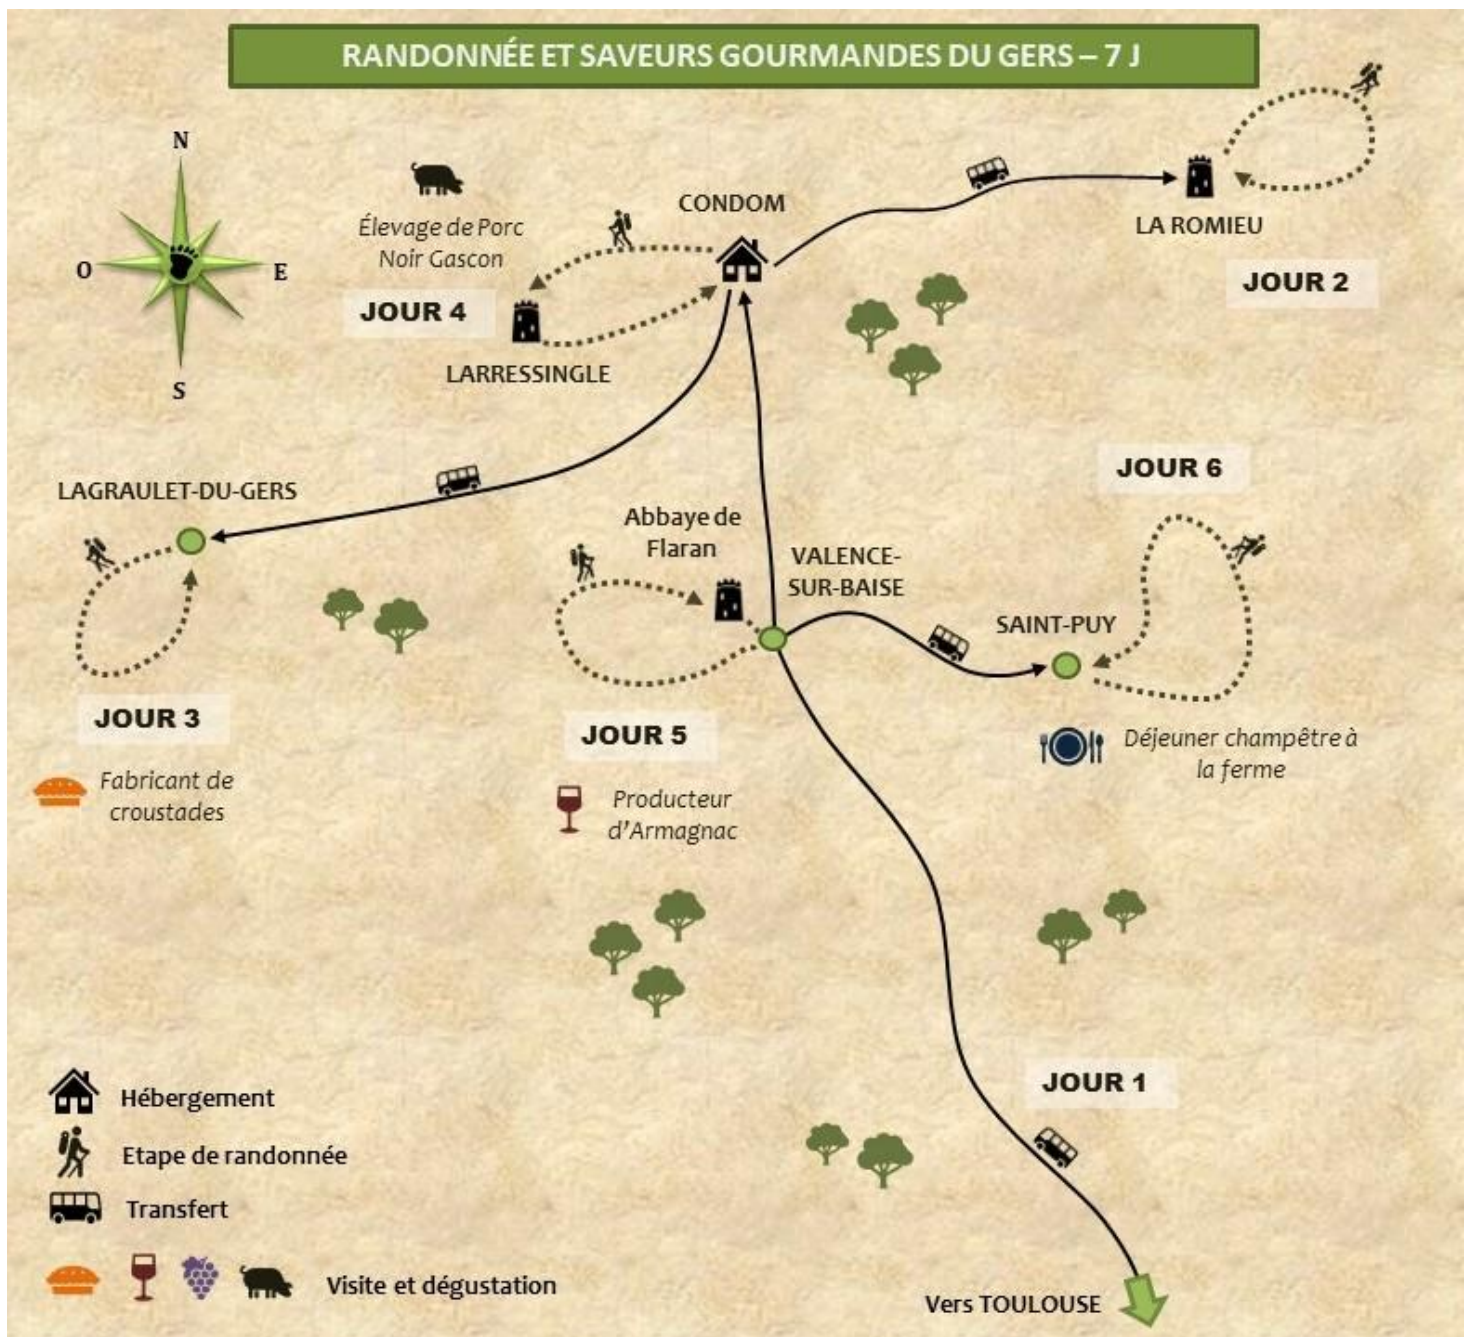 RANDONNÉE ET SAVEURS GOURMANDES DU GERS – 7 J
N
O
E
S
Élevage de Porc
Noir Gascon
JOUR 4
CONDOM
LARRESSINGLE
LA ROMIEU
JOUR 2
LAGRAULET-DU-GERS
JOUR 3
Fabricant de
croustades
Abbaye de
Flaran
VALENCE-
SUR-BAISE
JOUR 5
Producteur
d'Armagnac
JOUR 6
SAINT-PUY
Déjeuner champêtre à
la ferme
JOUR 1
Vers TOULOUSE
Hébergement
Etape de randonnée
Transfert
Visite et dégustation